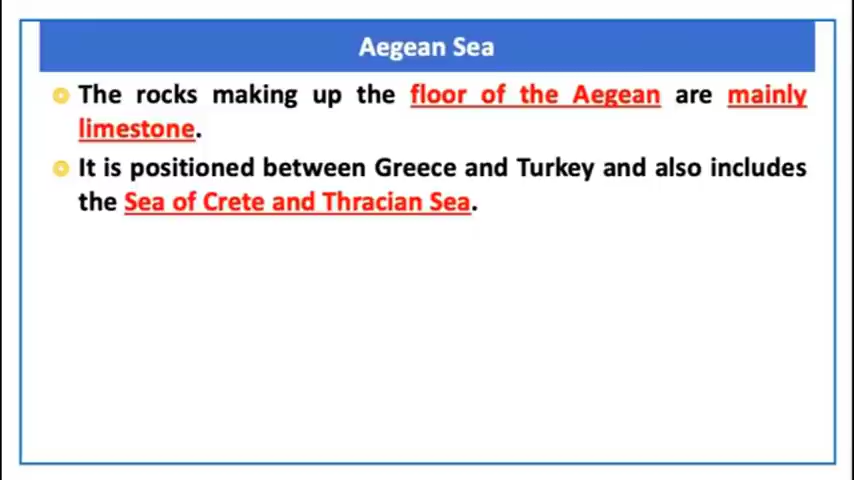 Aegean Sea
The rocks making up the floor of the Aegean are mainly
limestone.
It is positioned between Greece and Turkey and also includes
the Sea of Crete and Thracian Sea.